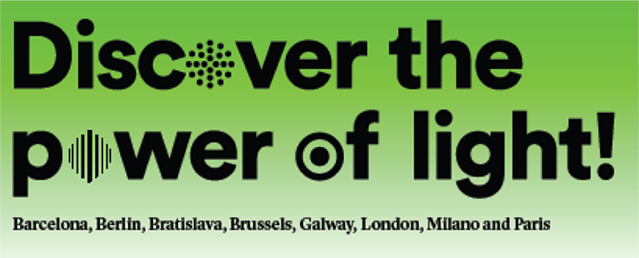 Discover the
power of light!
Barcelona, Berlin, Bratislava, Brussels, Galway, London, Milano and Paris